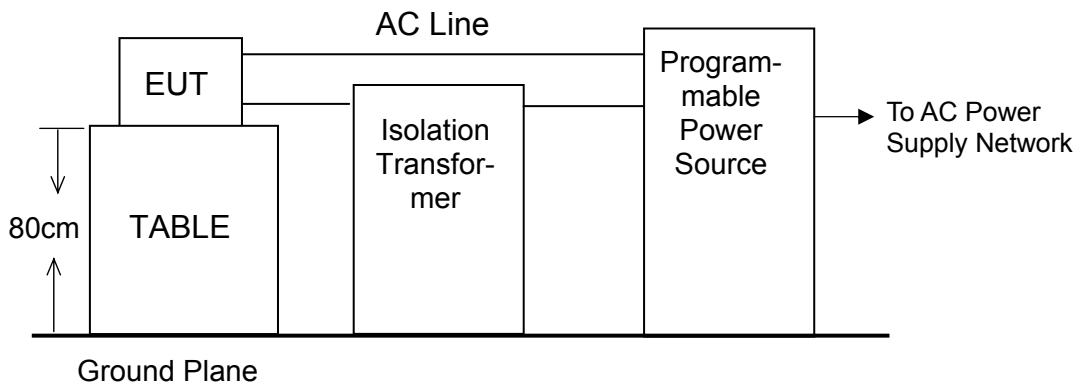 AC Line
EUT
Program-
mable
Power
Source
Isolation
Transfor-
mer
To AC Power
Supply Network
80cm
TABLE
Ground Plane